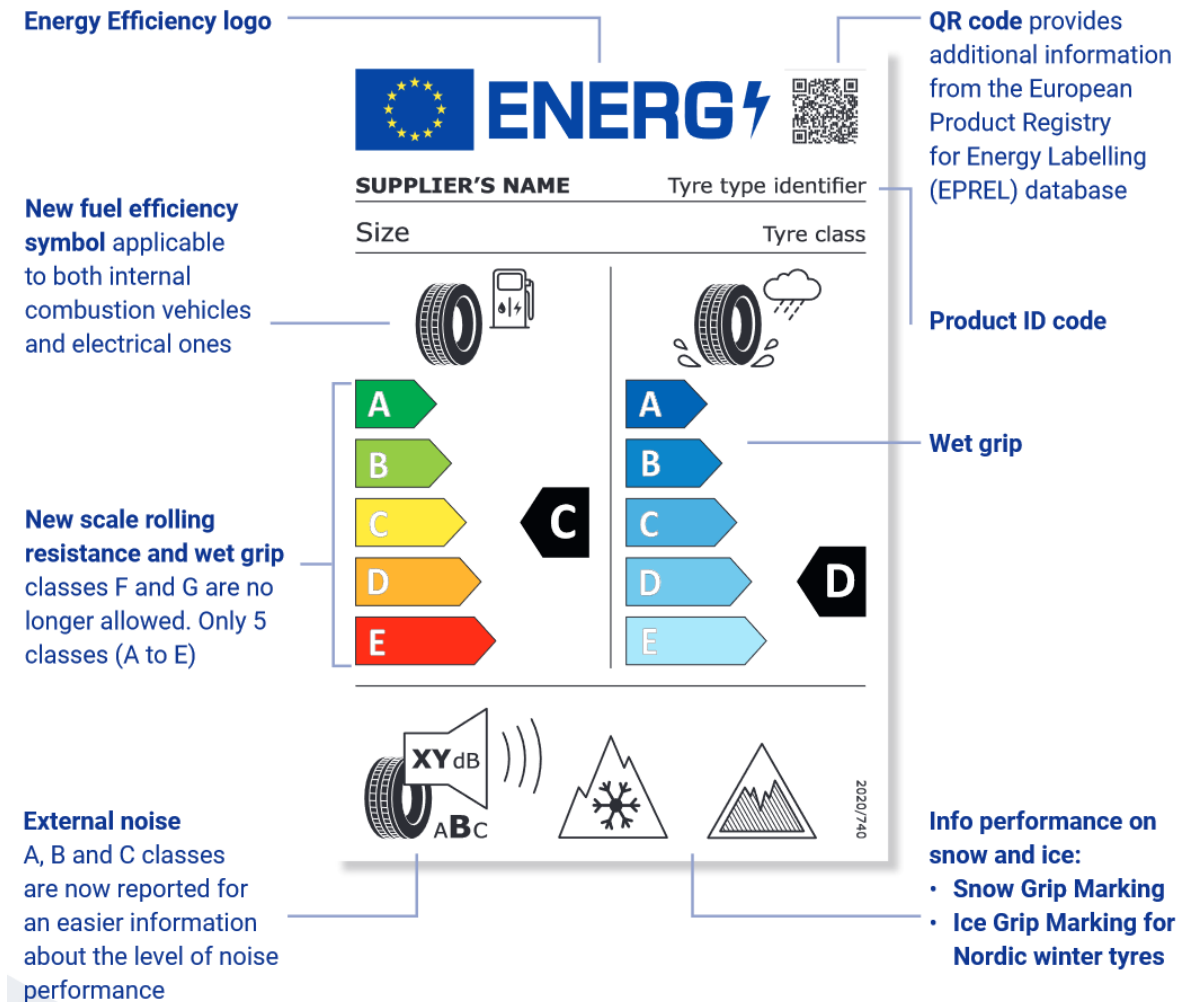 Energy Efficiency logo
QR code provides
additional information
from the European
Product Registry
for Energy Labelling
(EPREL) database
ENERG
SUPPLIER'S NAME
Tyre type identifier
Size
Tyre class
New fuel efficiency
symbol applicable
to both internal
combustion vehicles
and electrical ones
Product ID code
A
B
C
D
E
C
A
B
C
D
E
D
Wet grip
New scale rolling
resistance and wet grip
classes F and G are no
longer allowed. Only 5
classes (A to E)
XY dB
ABC
2020/740
External noise
A, B and C classes
are now reported for
an easier information
about the level of noise
performance
Info performance on
snow and ice:
• Snow Grip Marking
• Ice Grip Marking for
Nordic winter tyres